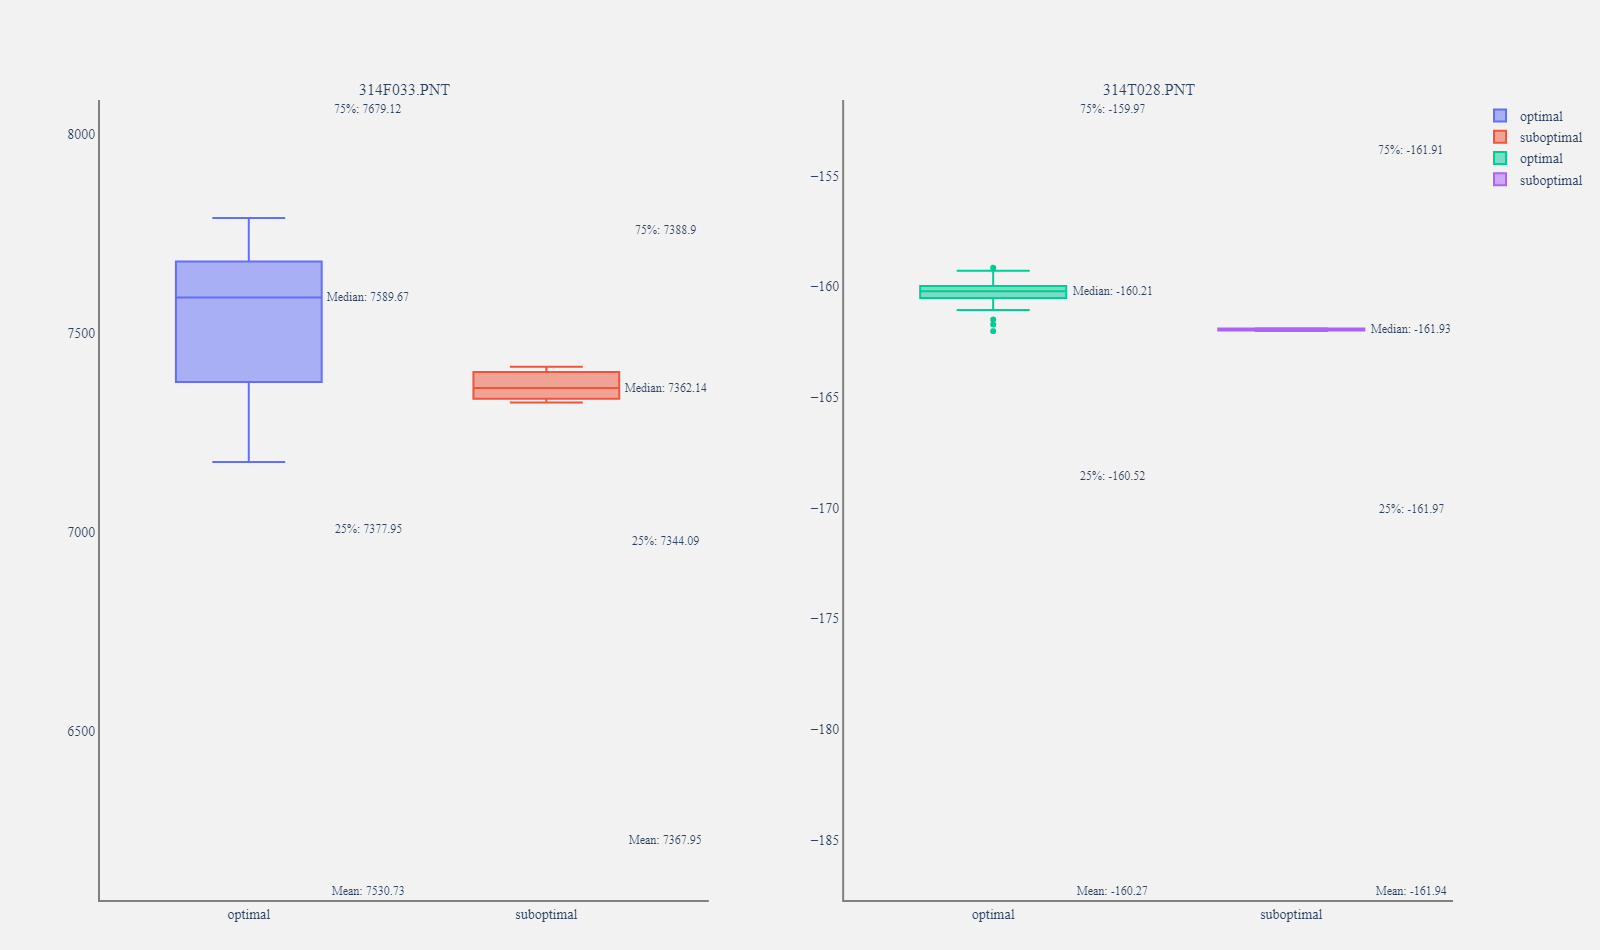 314F033.PNT
75%: 7679.12
8000
75%: 7388.9
Median: 7589.67
7500
Median: 7362.14
7000
25%: 7377.95
25%: 7344.09
6500
Mean: 7367.95
Mean: 7530.73
optimal
suboptimal
314T028.PNT
75%: -159.97
75%: -161.91
−155
−160
Median: -160.21
Median: -161.93
−165
25%: -160.52
−170
25%: -161.97
−175
−180
−185
Mean: -160.27
Mean: -161.94
optimal
suboptimal
optimal
suboptimal
optimal
suboptimal